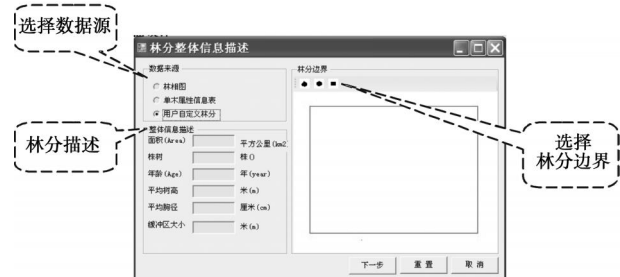 选择数据源
林分整体信息描述
数据来源
林相图
单木属性信息表
用户自定义林分
林分描述
整体信息描述
面积(Area) 平方公里(km2
株树 株()
年龄(Age) 年(year)
平均树高 米(m)
平均胸径 厘米(cm)
缓冲区大小 米(m)
林分边界
选择
林分边界
下一步 重置 取消